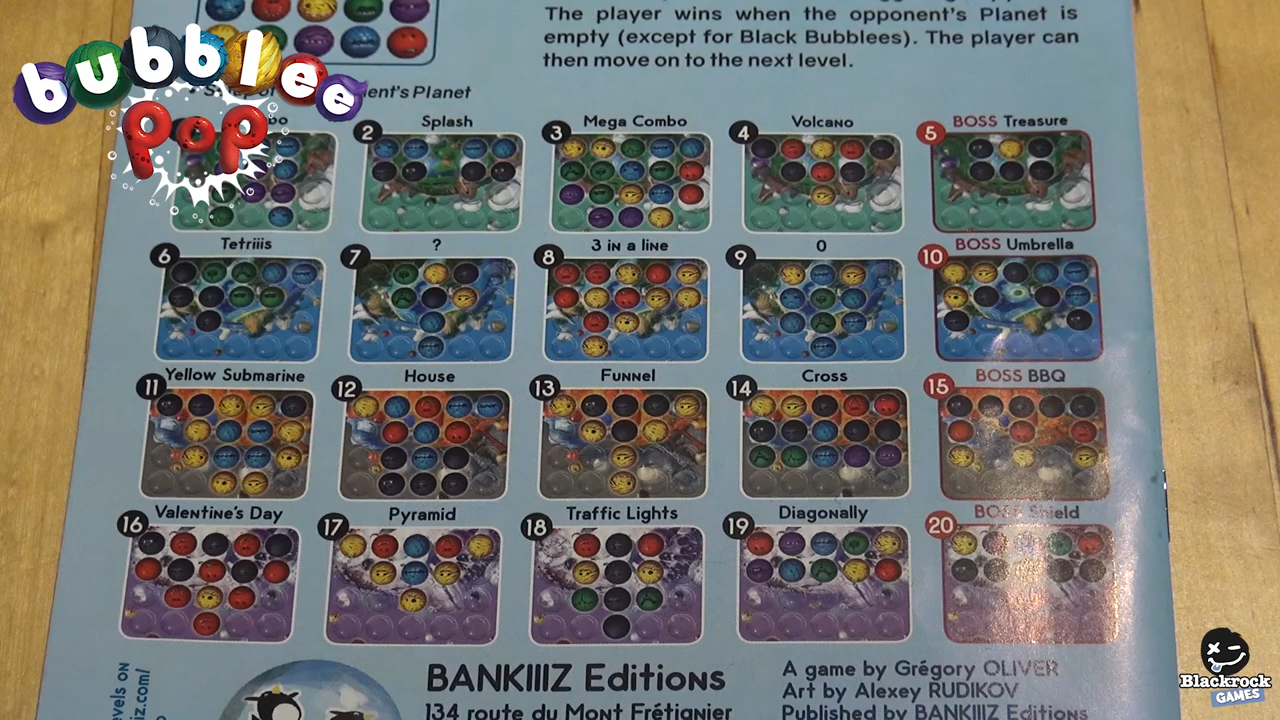 The player wins when the opponent's Planet is
empty (except for Black Bubblees). The player can
then move on to the next level.
bubblee
pop
2 Splash
3 Mega Combo
4 Volcano
5 BOSS Treasure
6 Tetriiis
7 ?
8 3 in a line
9 0
10 BOSS Umbrella
11 Yellow Submarine
12 House
13 Funnel
14 Cross
15 BOSS BBQ
16 Valentine's Day
17 Pyramid
18 Traffic Lights
19 Diagonally
20 BOSS Shield
BANKIIIZ Editions
134 route du Mont Frétignier
A game by Grégory OLIVER
Art by Alexey RUDIKOV
Published by BANKIIIZ Editions
Blackrock
GAMES